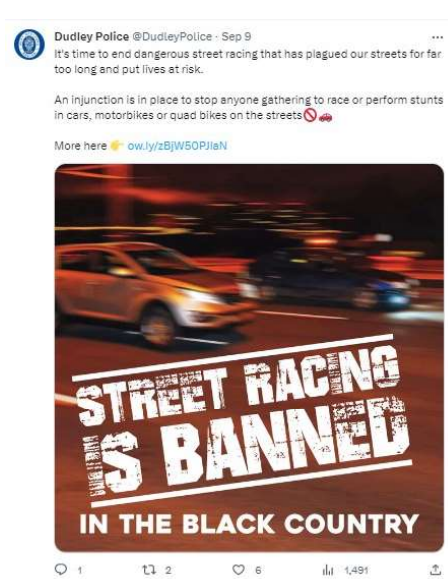 Dudley Police @DudleyPolice · Sep 9
It's time to end dangerous street racing that has plagued our streets for far
too long and put lives at risk.
An injunction is in place to stop anyone gathering to race or perform stunts
in cars, motorbikes or quad bikes on the streets🚫🚗
More here 👉 ow.ly/zBjW50PJIaN
STREET RACING
IS BANNED
IN THE BLACK COUNTRY
1 2 6 1,491